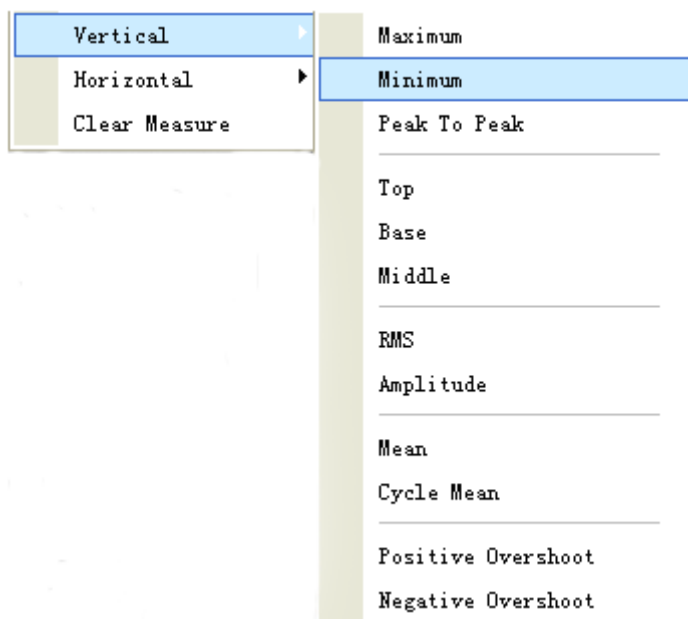 Vertical
Horizontal
Clear Measure
Maximum
Minimum
Peak To Peak
Top
Base
Middle
RMS
Amplitude
Mean
Cycle Mean
Positive Overshoot
Negative Overshoot